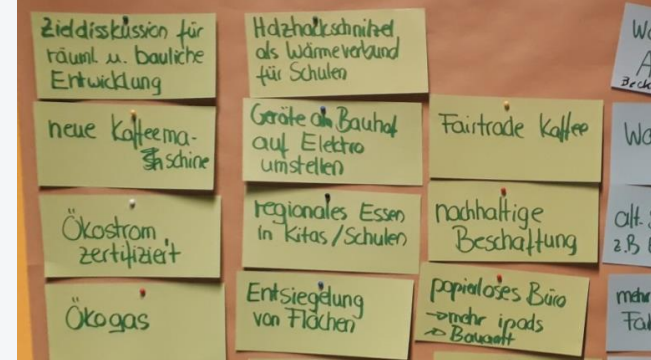 Zieldiskussion für
räuml. u. bauliche
Entwicklung
neue Kaffeema-
schine
Ökostrom
zertifiziert
Ökogas
Holzhackschnitzel
als Wärmeverbund
für Schulen
Geräte am Bauhof
auf Elektro
umstellen
regionales Essen
in Kitas/Schulen
Entsiegelung
von Flächen
Fairtrade Kaffee
nachhaltige
Beschaffung
papierloses Büro
→mehr ipads
→Bauamt
alt.
z.B
mehr